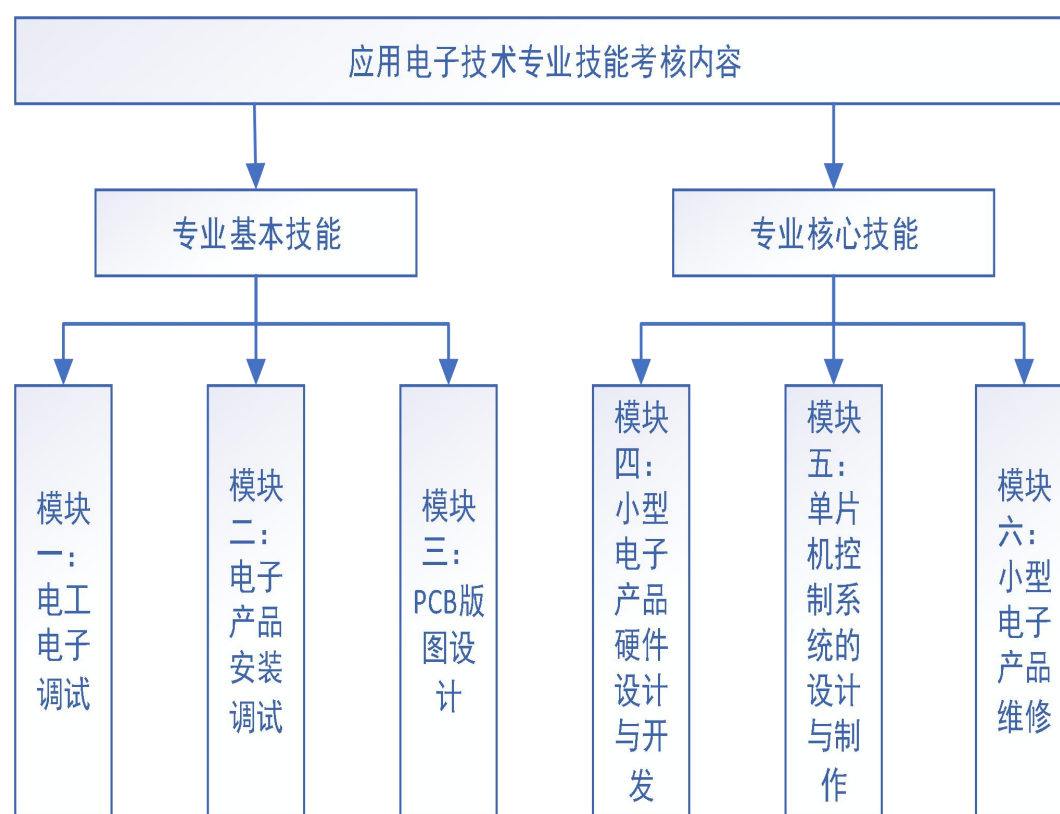 应用电子技术专业技能考核内容
专业基本技能
专业核心技能
模块
一：
电工
电子
调试
模块
二：
电子
产品
安装
调试
模块
三：
PCB版
图设
计
模块
四：
小型
电子
产品
硬件
设计
与开
发
模块
五：
单片
机控
制系
统的
设计
与制
作
模块
六：
小型
电子
产品
维修